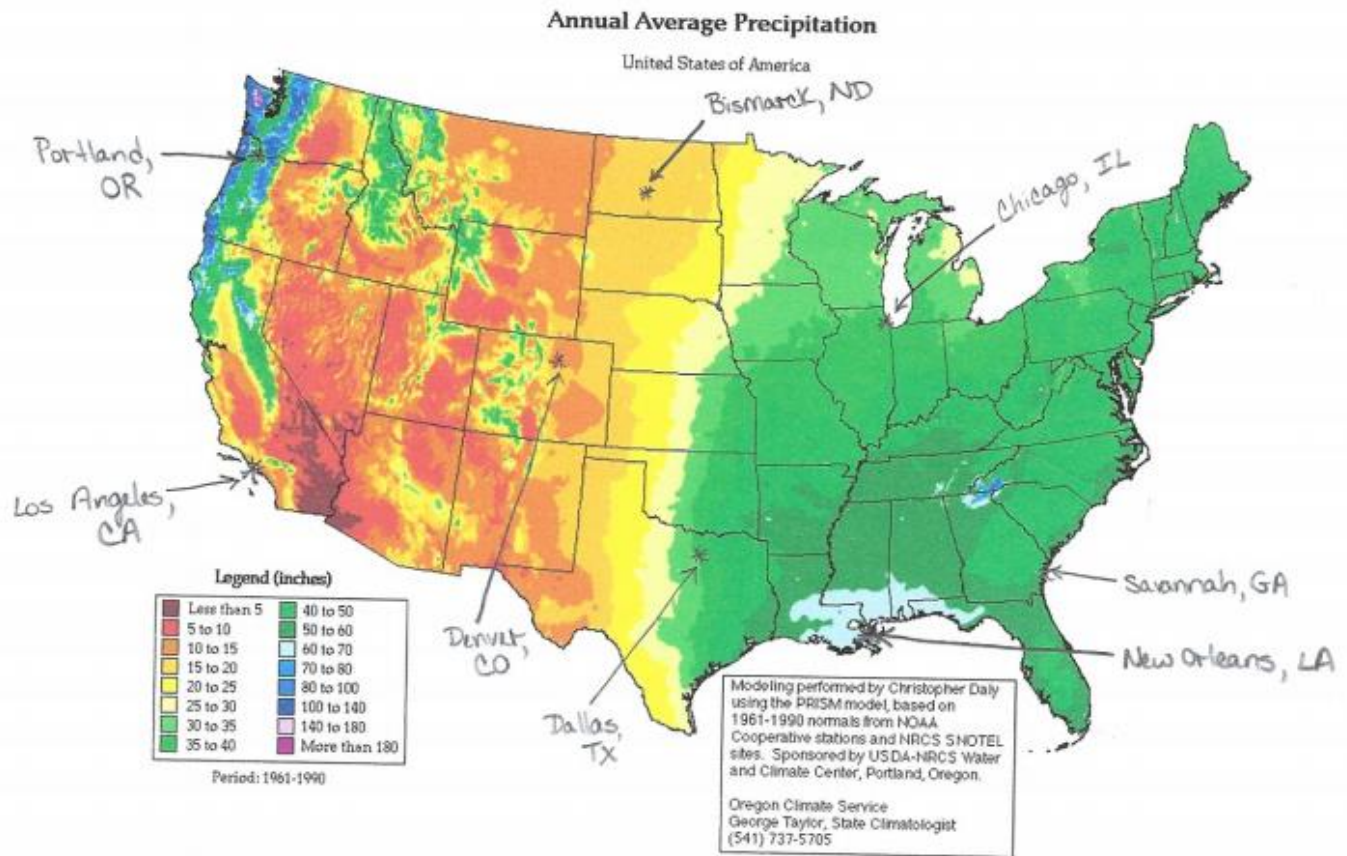 Annual Average Precipitation
United States of America
Bismarck, ND
Portland,
OR
Chicago, IL
Los Angeles,
CA
Denver,
CO
Dallas,
TX
Savannah, GA
New Orleans, LA
Legend (inches)
Less than 5
5 to 10
10 to 15
15 to 20
20 to 25
25 to 30
30 to 35
35 to 40
40 to 50
50 to 60
60 to 70
70 to 80
80 to 100
100 to 140
140 to 180
More than 180
Period: 1961-1990
Modeling performed by Christopher Daly
using the PRISM model, based on
1961-1990 normals from NOAA
Cooperative stations and NRCS SNOTEL
sites. Sponsored by USDA-NRCS Water
and Climate Center, Portland, Oregon.
Oregon Climate Service
George Taylor, State Climatologist
(541) 737-5705